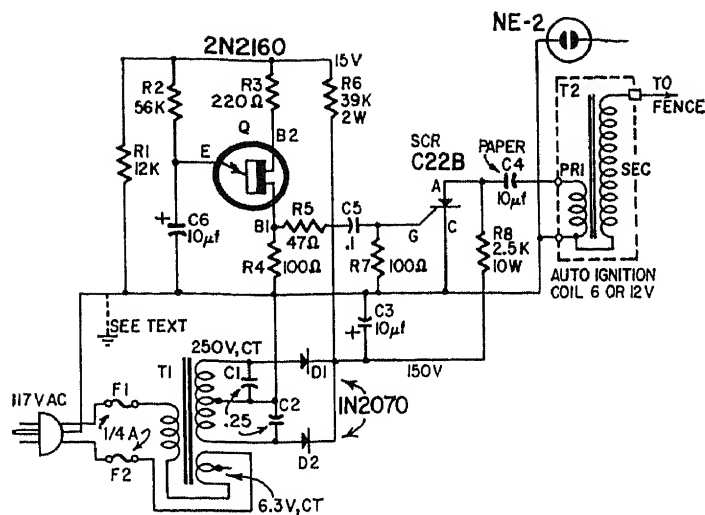 NE-2
2N2160
15V
R2
56K
R3
220Ω
R6
39K
2W
T2
TO
FENCE
Q
B2
SCR
C22B
PAPER
C4
10μf
R1
12K
E
A
PRI
SEC
+
C6
10μf
B1
R5
47Ω
C5
.1
G
C
R8
2.5K
10W
R4
100Ω
R7
100Ω
AUTO IGNITION
COIL 6 OR 12V
SEE TEXT
C3
10μf
+
250V,CT
T1
C1
D1
150V
117VAC
F1
C2
1N2070
1/4A
.25
F2
D2
6.3V,CT